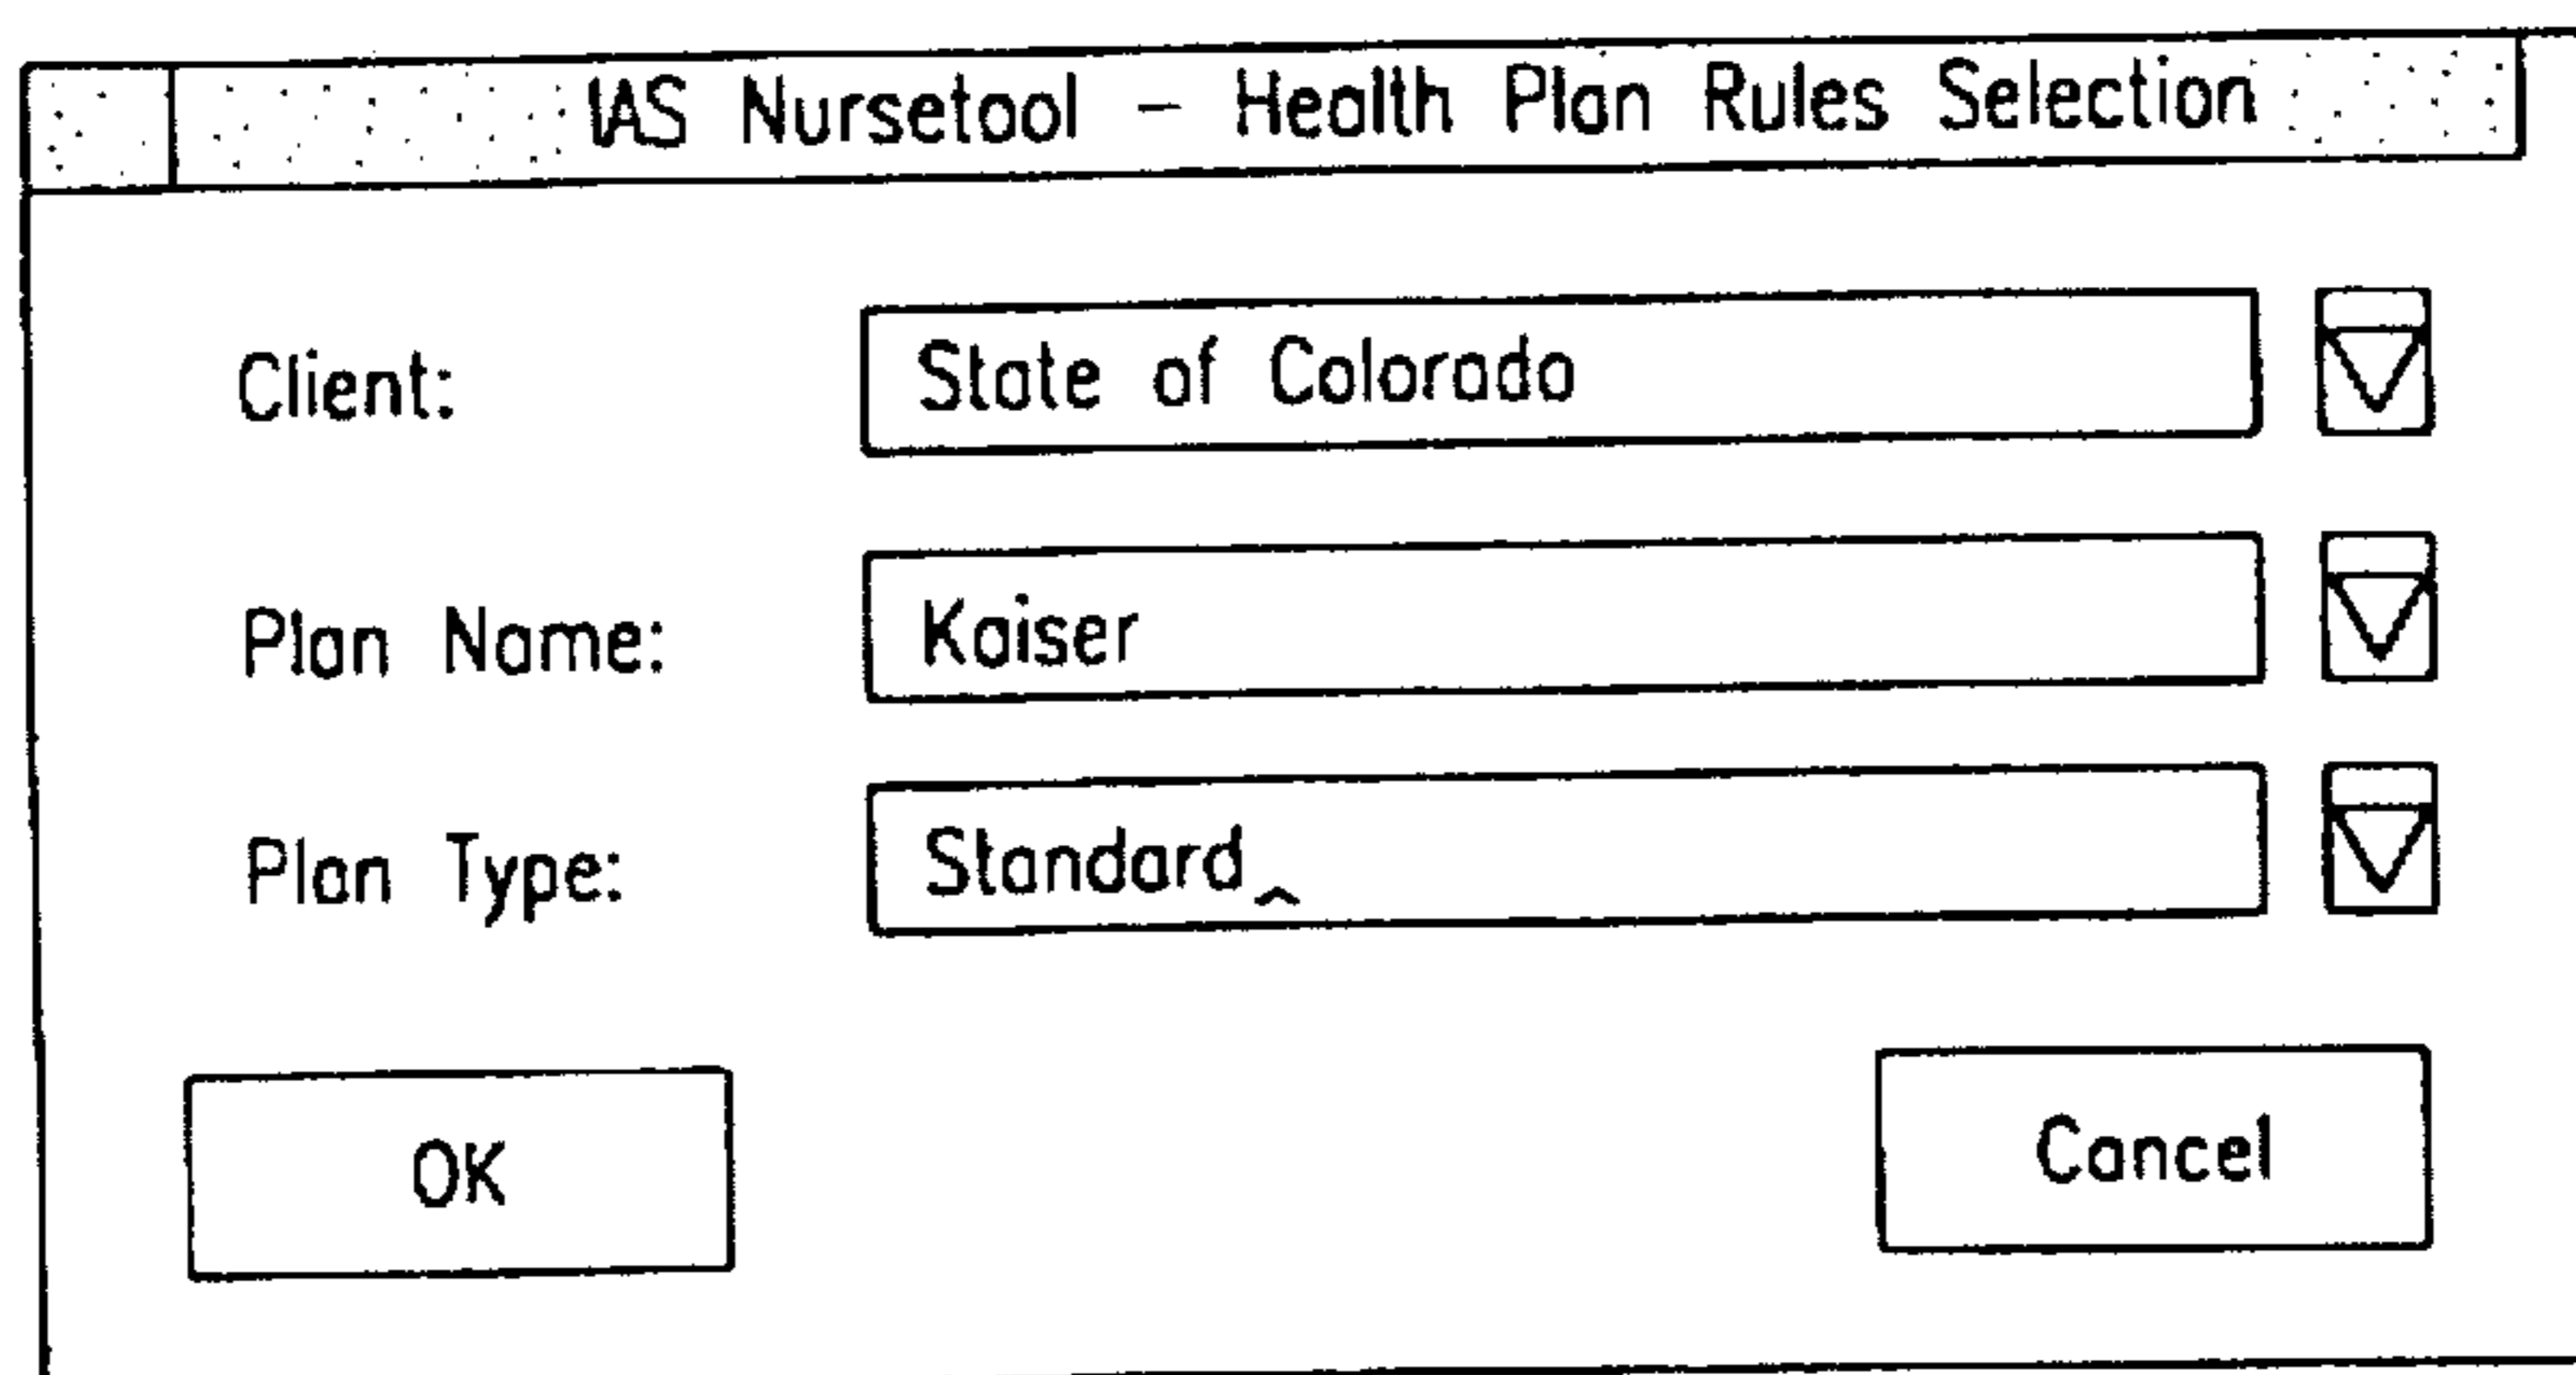 IAS Nursetool – Health Plan Rules Selection
Client: State of Colorado
Plan Name: Kaiser
Plan Type: Standard‸
OK Cancel